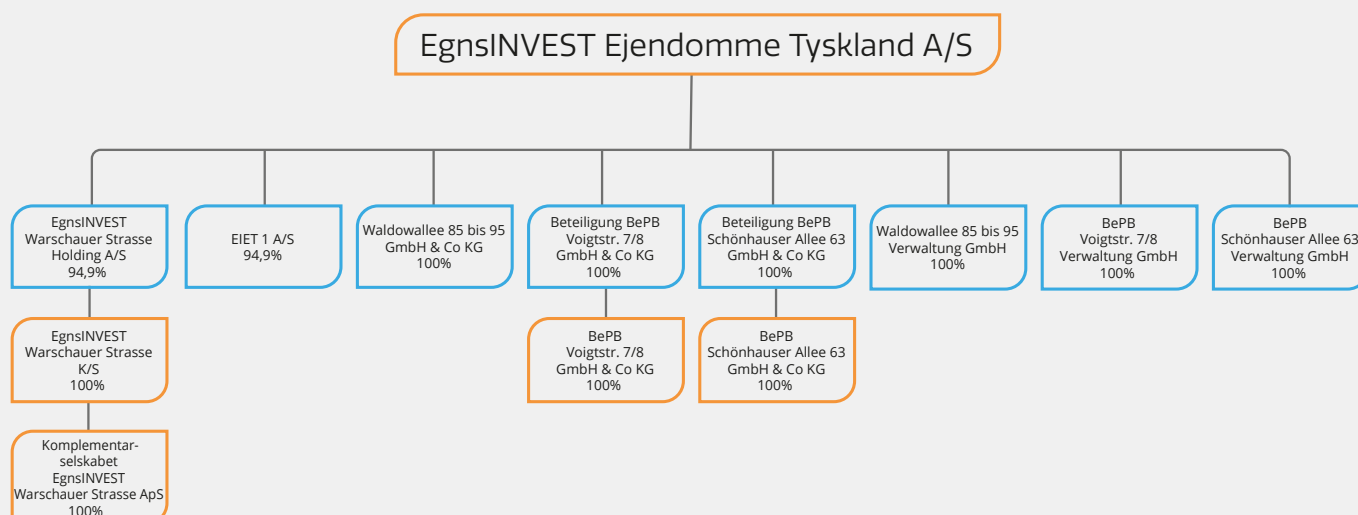 EgnsINVEST Ejendomme Tyskland A/S
EgnsINVEST
Warschauer Strasse
Holding A/S
94,9%
EIET 1 A/S
94,9%
Waldowallee 85 bis 95
GmbH & Co KG
100%
Beteiligung BePB
Voigtstr. 7/8
GmbH & Co KG
100%
Beteiligung BePB
Schönhauser Allee 63
GmbH & Co KG
100%
Waldowallee 85 bis 95
Verwaltung GmbH
100%
BePB
Voigtstr. 7/8
Verwaltung GmbH
100%
BePB
Schönhauser Allee 63
Verwaltung GmbH
100%
EgnsINVEST
Warschauer Strasse
K/S
100%
BePB
Voigtstr. 7/8
GmbH & Co KG
100%
BePB
Schönhauser Allee 63
GmbH & Co KG
100%
Komplementar-
selskabet
EgnsINVEST
Warschauer Strasse ApS
100%